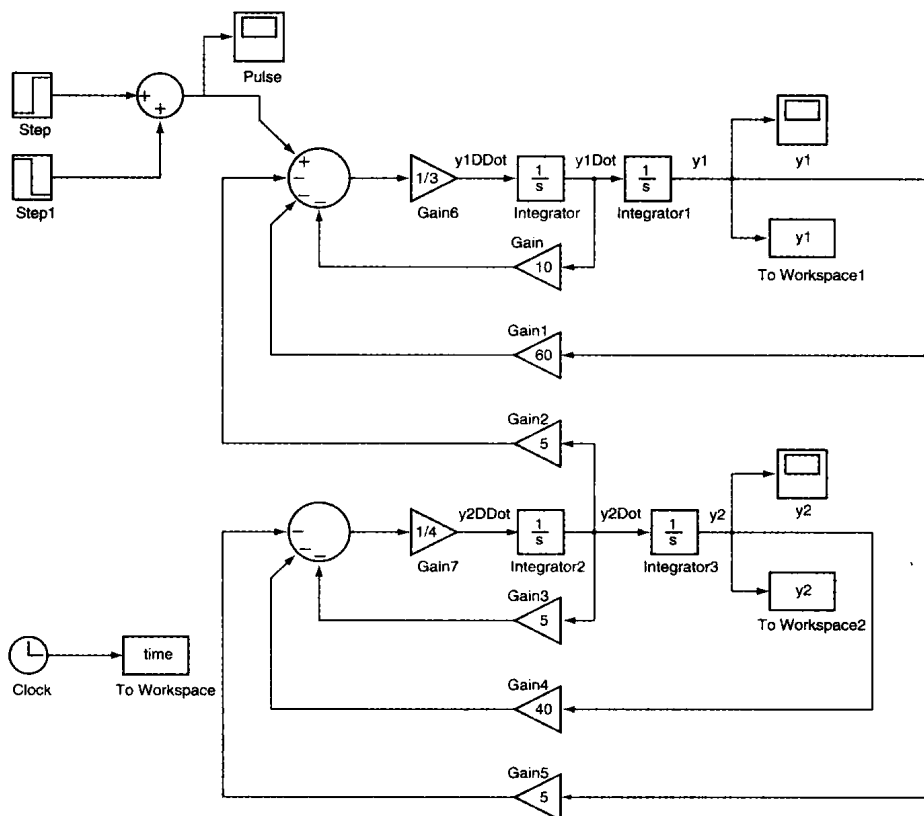 Pulse
Step
+
+
Step1
+
−
−
−
1/3
Gain6
y1DDot
1/s
Integrator
y1Dot
1/s
Integrator1
y1
y1
y1
To Workspace1
Gain
10
Gain1
60
Gain2
5
−
−
−
1/4
Gain7
y2DDot
1/s
Integrator2
y2Dot
1/s
Integrator3
y2
y2
y2
To Workspace2
Gain3
5
Clock
time
To Workspace
Gain4
40
Gain5
5